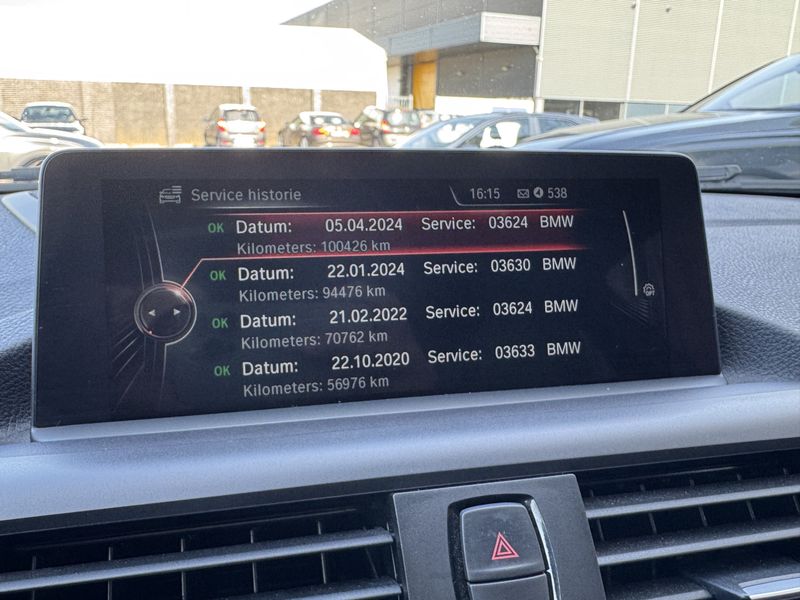 Service historie 16:15 538
OK Datum: 05.04.2024 Service: 03624 BMW
Kilometers: 100426 km
OK Datum: 22.01.2024 Service: 03630 BMW
Kilometers: 94476 km
OK Datum: 21.02.2022 Service: 03624 BMW
Kilometers: 70762 km
OK Datum: 22.10.2020 Service: 03633 BMW
Kilometers: 56976 km
OPT